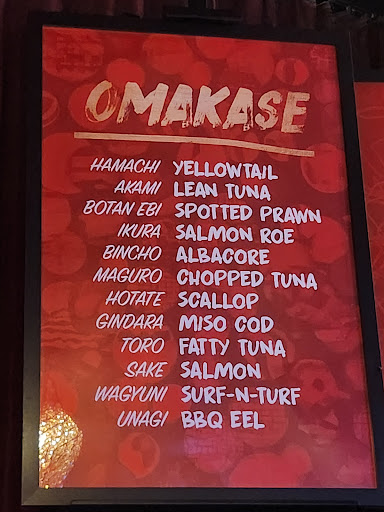 OMAKASE
HAMACHI YELLOWTAIL
AKAMI LEAN TUNA
BOTAN EBI SPOTTED PRAWN
IKURA SALMON ROE
BINCHO ALBACORE
MAGURO CHOPPED TUNA
HOTATE SCALLOP
GINDARA MISO COD
TORO FATTY TUNA
SAKE SALMON
WAGYUNI SURF-N-TURF
UNAGI BBQ EEL